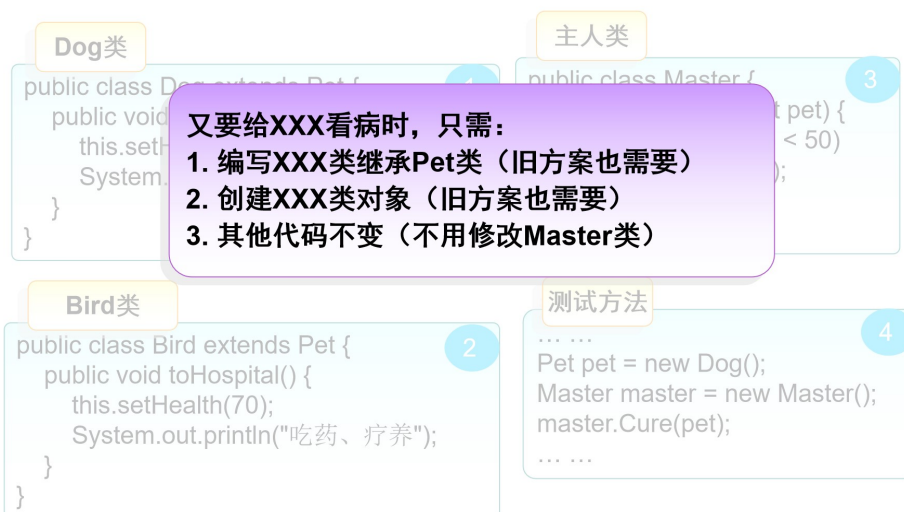 Dog类
public class Dog extends Pet {
public void
this.setH
System.
}
}
主人类
public class Master {
t pet) {
< 50)
);
3
又要给XXX看病时，只需：
1. 编写XXX类继承Pet类（旧方案也需要）
2. 创建XXX类对象（旧方案也需要）
3. 其他代码不变（不用修改Master类）
Bird类
public class Bird extends Pet {
public void toHospital() {
this.setHealth(70);
System.out.println("吃药、疗养");
}
}
2
测试方法
… …
Pet pet = new Dog();
Master master = new Master();
master.Cure(pet);
… …
4